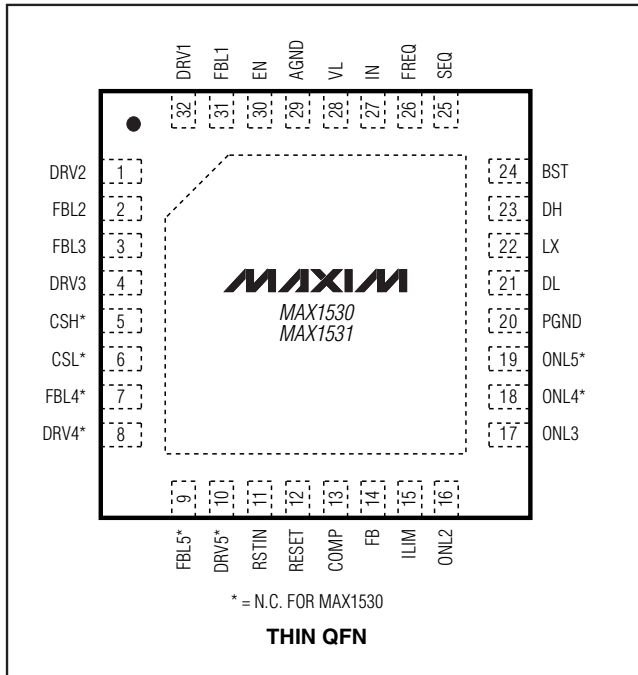 DRV1 FBL1 EN AGND VL IN FREQ SEQ
32 31 30 29 28 27 26 25
DRV2 1
FBL2 2
FBL3 3
DRV3 4
CSH* 5
CSL* 6
FBL4* 7
DRV4* 8
24 BST
23 DH
22 LX
21 DL
20 PGND
19 ONL5*
18 ONL4*
17 ONL3
MAXIM
MAX1530
MAX1531
9 10 11 12 13 14 15 16
FBL5* DRV5* RSTIN RESET COMP FB ILIM ONL2
* = N.C. FOR MAX1530
THIN QFN